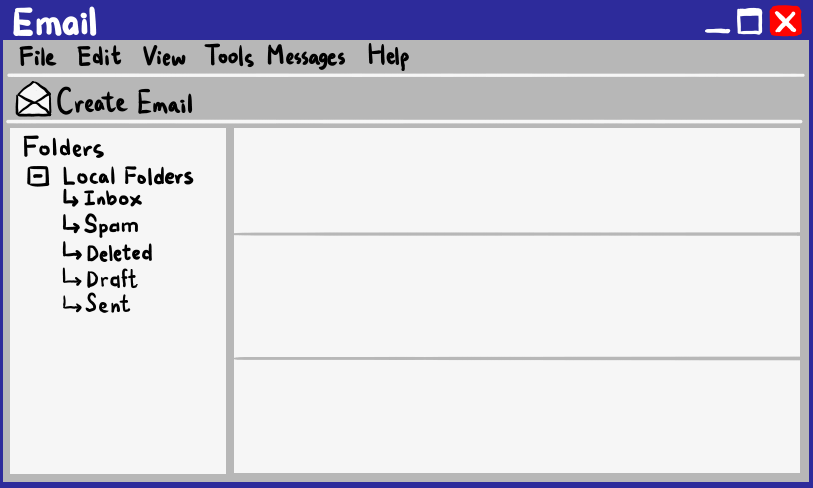 Email
File Edit View Tools Messages Help
Create Email
Folders
Local Folders
Inbox
Spam
Deleted
Draft
Sent